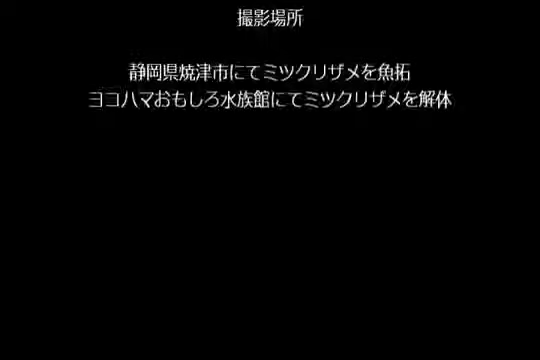 撮影場所
静岡県焼津市にてミツクリザメを魚拓
ヨコハマおもしろ水族館にてミツクリザメを解体